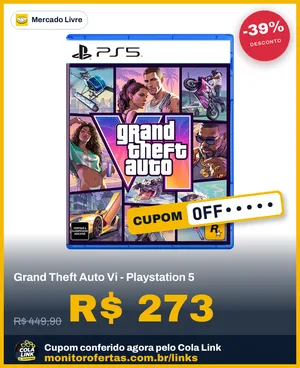 Mercado Livre
-39%
DESCONTO
PS5
grand
theft
auto
VI
CUPOM OFF•••••
R
Grand Theft Auto Vi - Playstation 5
R$ 449,90
R$ 273
COLA
LINK
Cupom conferido agora pelo Cola Link
monitorofertas.com.br/links